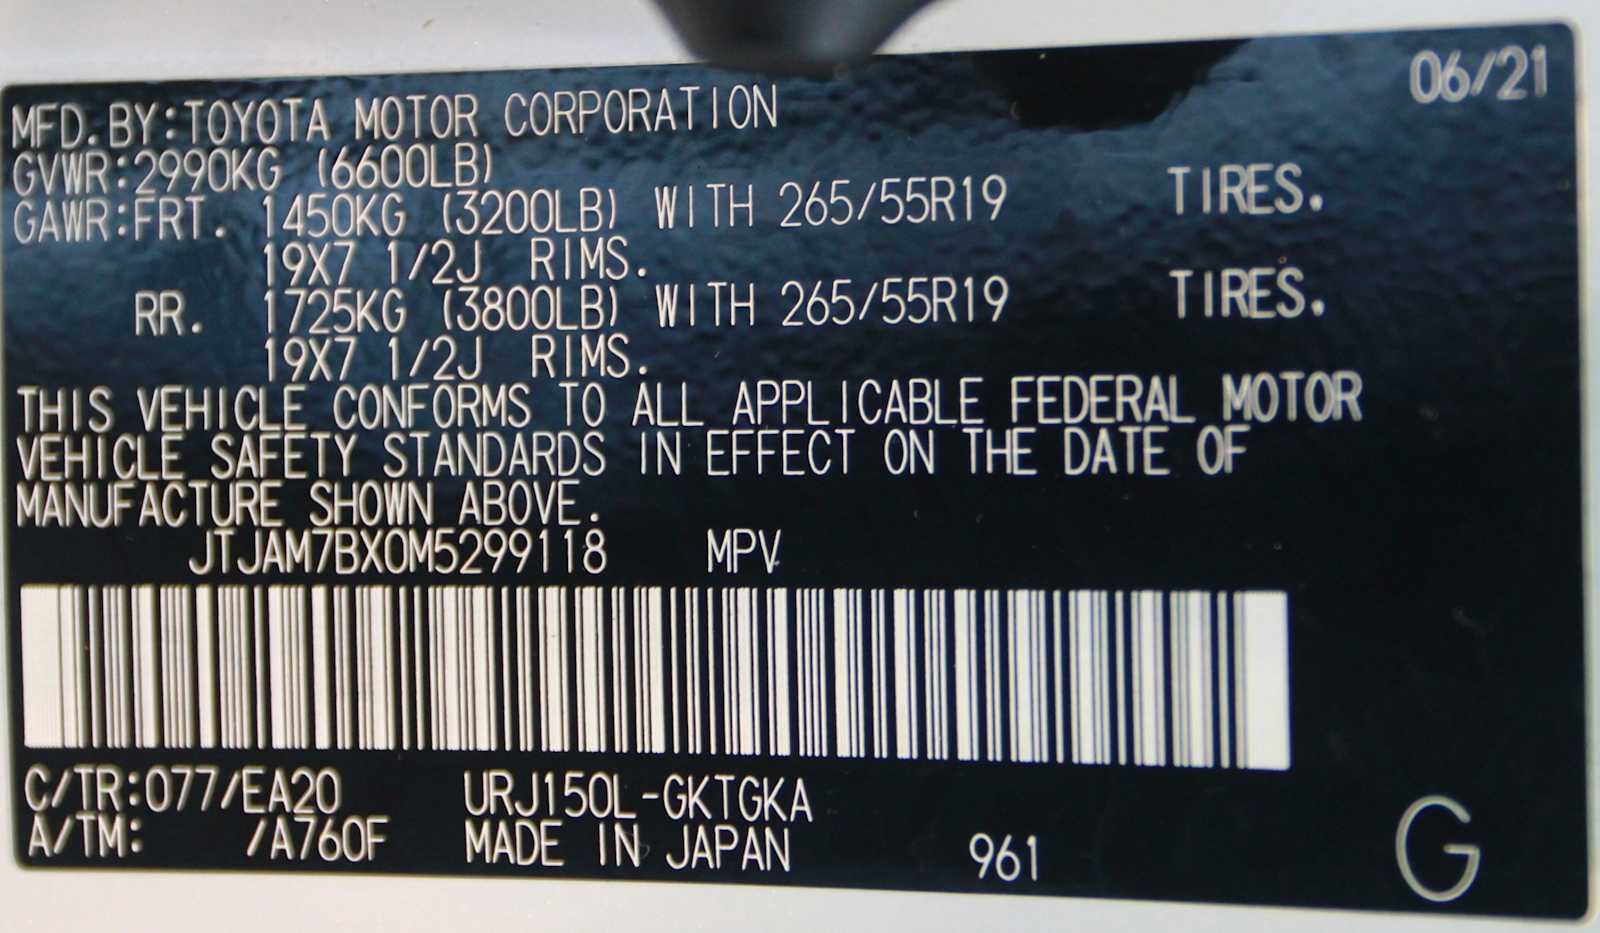 06/21
MFD.BY:TOYOTA MOTOR CORPORATION
GVWR:2990KG (6600LB)
GAWR:FRT. 1450KG (3200LB) WITH 265/55R19 TIRES.
19X7 1/2J RIMS.
RR. 1725KG (3800LB) WITH 265/55R19 TIRES.
19X7 1/2J RIMS.
THIS VEHICLE CONFORMS TO ALL APPLICABLE FEDERAL MOTOR
VEHICLE SAFETY STANDARDS IN EFFECT ON THE DATE OF
MANUFACTURE SHOWN ABOVE.
JTJAM7BX0M5299118 MPV
C/TR:077/EA20 URJ150L-GKTGKA
A/TM: /A760F MADE IN JAPAN 961 G